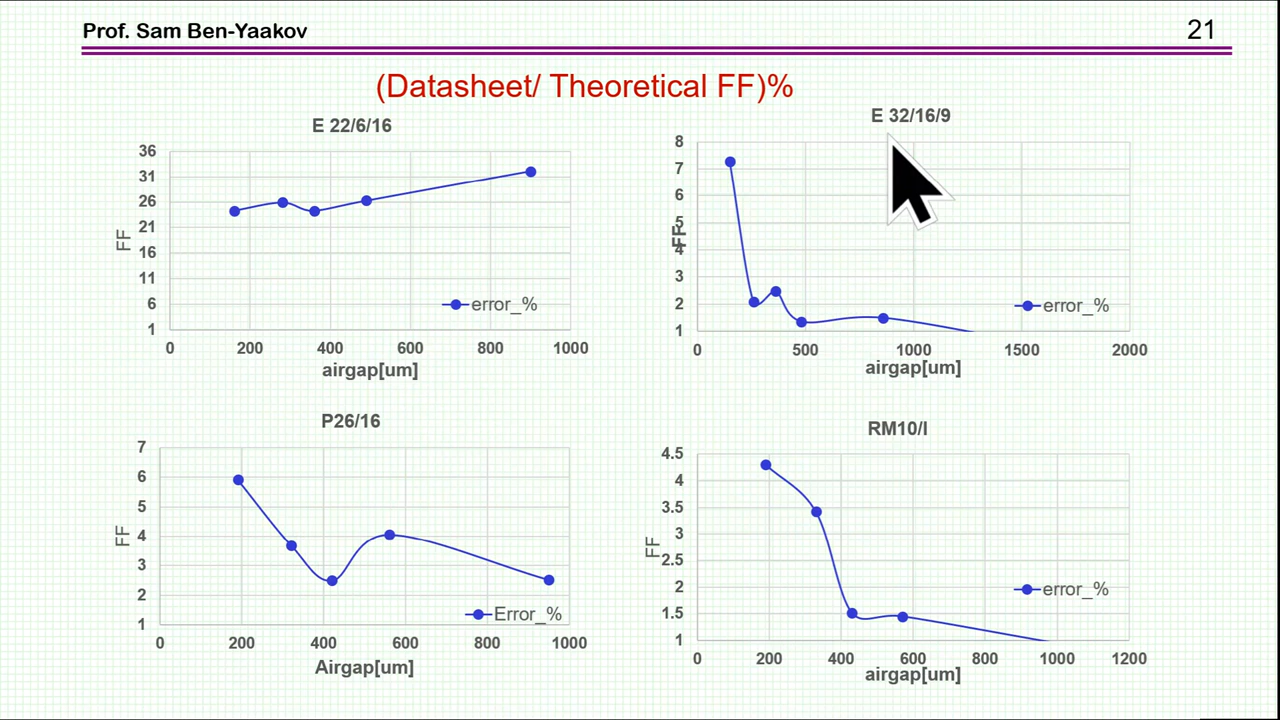 Prof. Sam Ben-Yaakov
21
(Datasheet/ Theoretical FF)%
E 22/6/16
36
31
26
21
16
11
6
1
FF
error_%
0 200 400 600 800 1000
airgap[um]
E 32/16/9
8
7
6
5
4
3
2
1
FF
error_%
0 500 1000 1500 2000
airgap[um]
P26/16
7
6
5
4
3
2
1
FF
Error_%
0 200 400 600 800 1000
Airgap[um]
RM10/I
4.5
4
3.5
3
2.5
2
1.5
1
FF
error_%
0 200 400 600 800 1000 1200
airgap[um]